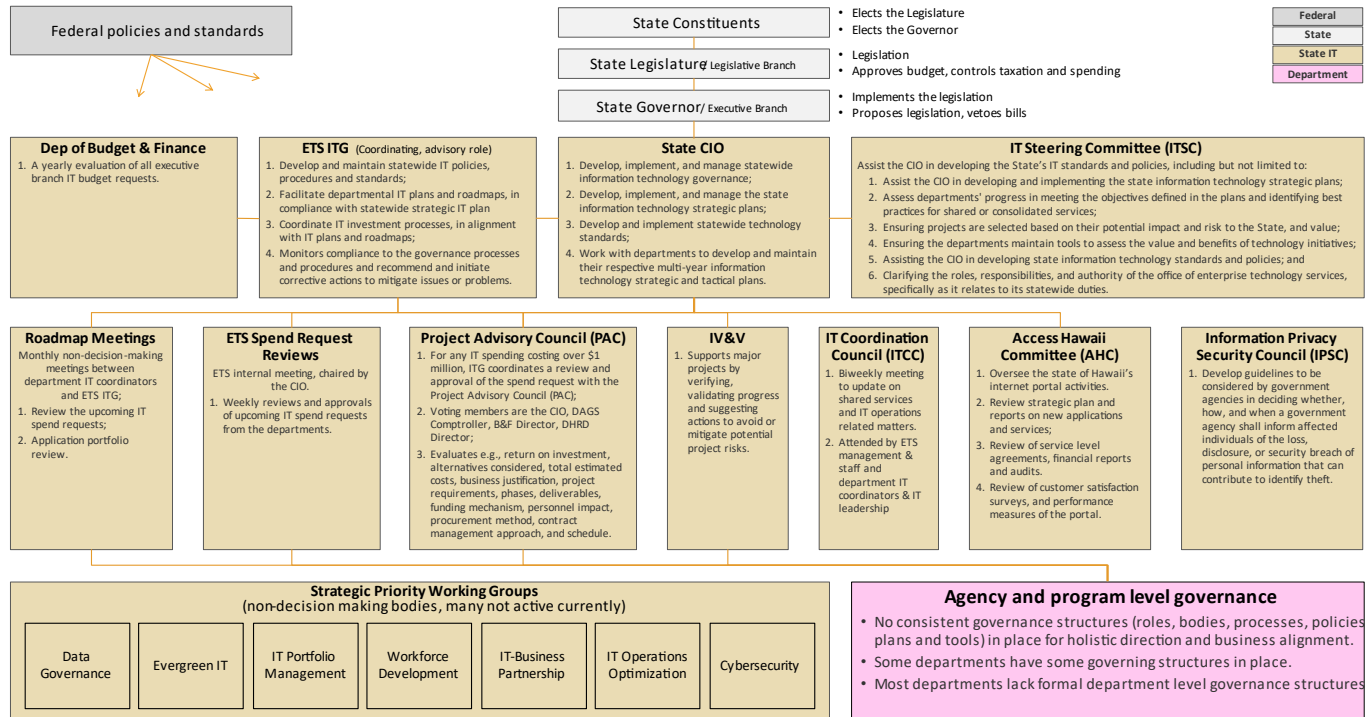 Federal policies and standards
State Constituents
• Elects the Legislature
• Elects the Governor
State Legislature/ Legislative Branch
• Legislation
• Approves budget, controls taxation and spending
State Governor/ Executive Branch
• Implements the legislation
• Proposes legislation, vetoes bills
Federal
State
State IT
Department
Dep of Budget & Finance
1. A yearly evaluation of all executive
branch IT budget requests.
ETS ITG (Coordinating, advisory role)
1. Develop and maintain statewide IT policies,
procedures and standards;
2. Facilitate departmental IT plans and roadmaps, in
compliance with statewide strategic IT plan
3. Coordinate IT investment processes, in alignment
with IT plans and roadmaps;
4. Monitors compliance to the governance processes
and procedures and recommend and initiate
corrective actions to mitigate issues or problems.
State CIO
1. Develop, implement, and manage statewide
information technology governance;
2. Develop, implement, and manage the state
information technology strategic plans;
3. Develop and implement statewide technology
standards;
4. Work with departments to develop and maintain
their respective multi-year information
technology strategic and tactical plans.
IT Steering Committee (ITSC)
Assist the CIO in developing the State's IT standards and policies, including but not limited to:
1. Assist the CIO in developing and implementing the state information technology strategic plans;
2. Assess departments' progress in meeting the objectives defined in the plans and identifying best
practices for shared or consolidated services;
3. Ensuring projects are selected based on their potential impact and risk to the State, and value;
4. Ensuring the departments maintain tools to assess the value and benefits of technology initiatives;
5. Assisting the CIO in developing state information technology standards and policies; and
6. Clarifying the roles, responsibilities, and authority of the office of enterprise technology services,
specifically as it relates to its statewide duties.
Roadmap Meetings
Monthly non-decision-making
meetings between
department IT coordinators
and ETS ITG;
1. Review the upcoming IT
spend requests;
2. Application portfolio
review.
ETS Spend Request
Reviews
ETS internal meeting, chaired by
the CIO.
1. Weekly reviews and approvals
of upcoming IT spend requests
from the departments.
Project Advisory Council (PAC)
1. For any IT spending costing over $1
million, ITG coordinates a review and
approval of the spend request with the
Project Advisory Council (PAC);
2. Voting members are the CIO, DAGS
Comptroller, B&F Director, DHRD
Director;
3. Evaluates e.g., return on investment,
alternatives considered, total estimated
costs, business justification, project
requirements, phases, deliverables,
funding mechanism, personnel impact,
procurement method, contract
management approach, and schedule.
IV&V
1. Supports major
projects by
verifying,
validating progress
and suggesting
actions to avoid or
mitigate potential
project risks.
IT Coordination
Council (ITCC)
1. Biweekly meeting
to update on
shared services
and IT operations
related matters.
2. Attended by ETS
management &
staff and
department IT
coordinators & IT
leadership
Access Hawaii
Committee (AHC)
1. Oversee the state of Hawaii's
internet portal activities.
2. Review strategic plan and
reports on new applications
and services;
3. Review of service level
agreements, financial reports
and audits.
4. Review of customer satisfaction
surveys, and performance
measures of the portal.
Information Privacy
Security Council (IPSC)
1. Develop guidelines to be
considered by government
agencies in deciding whether,
how, and when a government
agency shall inform affected
individuals of the loss,
disclosure, or security breach of
personal information that can
contribute to identify theft.
Strategic Priority Working Groups
(non-decision making bodies, many not active currently)
Data
Governance
Evergreen IT
IT Portfolio
Management
Workforce
Development
IT-Business
Partnership
IT Operations
Optimization
Cybersecurity
Agency and program level governance
• No consistent governance structures (roles, bodies, processes, policies
plans and tools) in place for holistic direction and business alignment.
• Some departments have some governing structures in place.
• Most departments lack formal department level governance structures